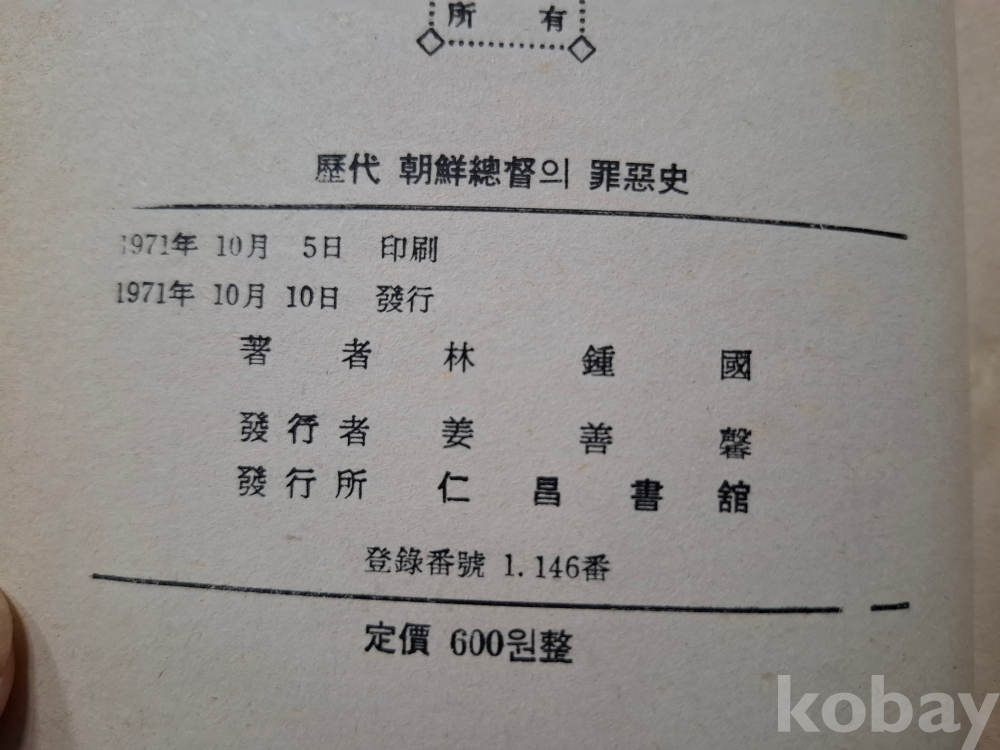 所有
歷代 朝鮮總督의 罪惡史
1971年 10月 5日 印刷
1971年 10月 10日 發行
著者 林鍾國
發行者 姜善馨
發行所 仁昌書舘
登錄番號 1.146番
定價 600원整
kobay